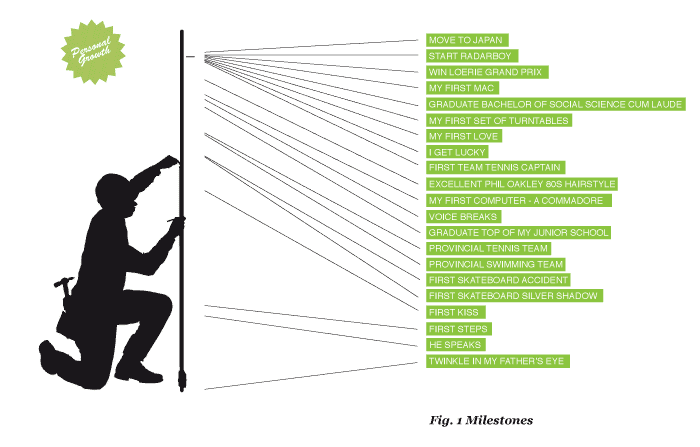 Personal
Growth
MOVE TO JAPAN
START RADARBOY
WIN LOERIE GRAND PRIX
MY FIRST MAC
GRADUATE BACHELOR OF SOCIAL SCIENCE CUM LAUDE
MY FIRST SET OF TURNTABLES
MY FIRST LOVE
I GET LUCKY
FIRST TEAM TENNIS CAPTAIN
EXCELLENT PHIL OAKLEY 80S HAIRSTYLE
MY FIRST COMPUTER - A COMMADORE
VOICE BREAKS
GRADUATE TOP OF MY JUNIOR SCHOOL
PROVINCIAL TENNIS TEAM
PROVINCIAL SWIMMING TEAM
FIRST SKATEBOARD ACCIDENT
FIRST SKATEBOARD SILVER SHADOW
FIRST KISS
FIRST STEPS
HE SPEAKS
TWINKLE IN MY FATHER'S EYE
Fig. 1 Milestones